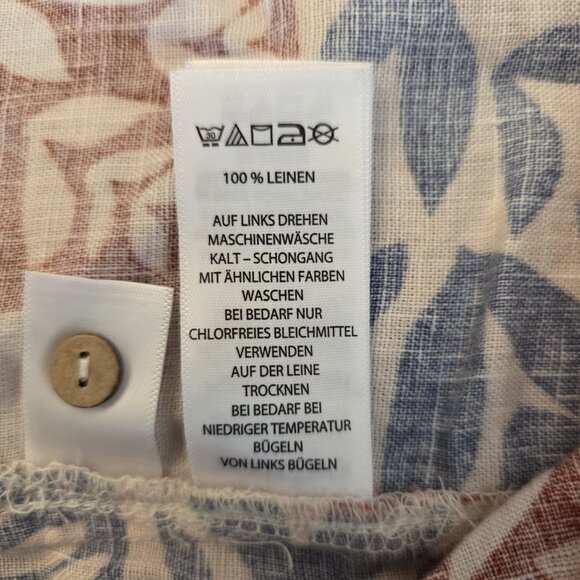 30
100 % LEINEN
AUF LINKS DREHEN
MASCHINENWÄSCHE
KALT – SCHONGANG
MIT ÄHNLICHEN FARBEN
WASCHEN
BEI BEDARF NUR
CHLORFREIES BLEICHMITTEL
VERWENDEN
AUF DER LEINE
TROCKNEN
BEI BEDARF BEI
NIEDRIGER TEMPERATUR
BÜGELN
VON LINKS BÜGELN